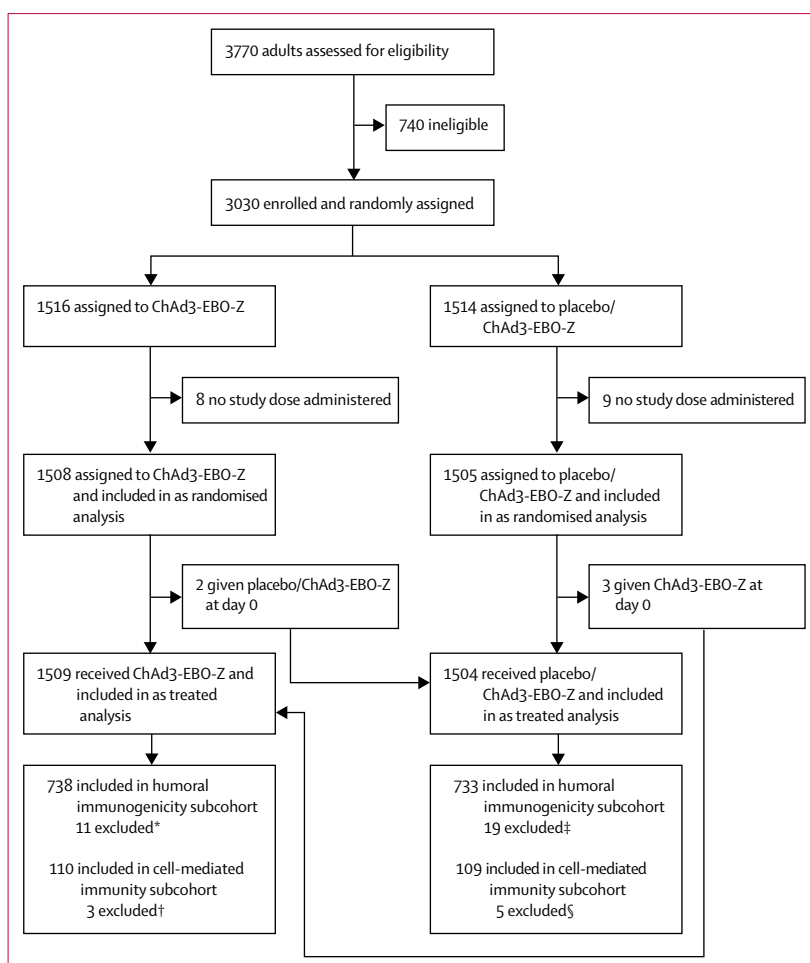 3770 adults assessed for eligibility
740 ineligible
3030 enrolled and randomly assigned
1516 assigned to ChAd3-EBO-Z
1514 assigned to placebo/
ChAd3-EBO-Z
8 no study dose administered
9 no study dose administered
1508 assigned to ChAd3-EBO-Z
and included in as randomised
analysis
1505 assigned to placebo/
ChAd3-EBO-Z and included
in as randomised analysis
2 given placebo/ChAd3-EBO-Z
at day 0
3 given ChAd3-EBO-Z at
day 0
1509 received ChAd3-EBO-Z and
included in as treated
analysis
1504 received placebo/
ChAd3-EBO-Z and included
in as treated analysis
738 included in humoral
immunogenicity subcohort
11 excluded*
110 included in cell-mediated
immunity subcohort
3 excluded†
733 included in humoral
immunogenicity subcohort
19 excluded‡
109 included in cell-mediated
immunity subcohort
5 excluded§